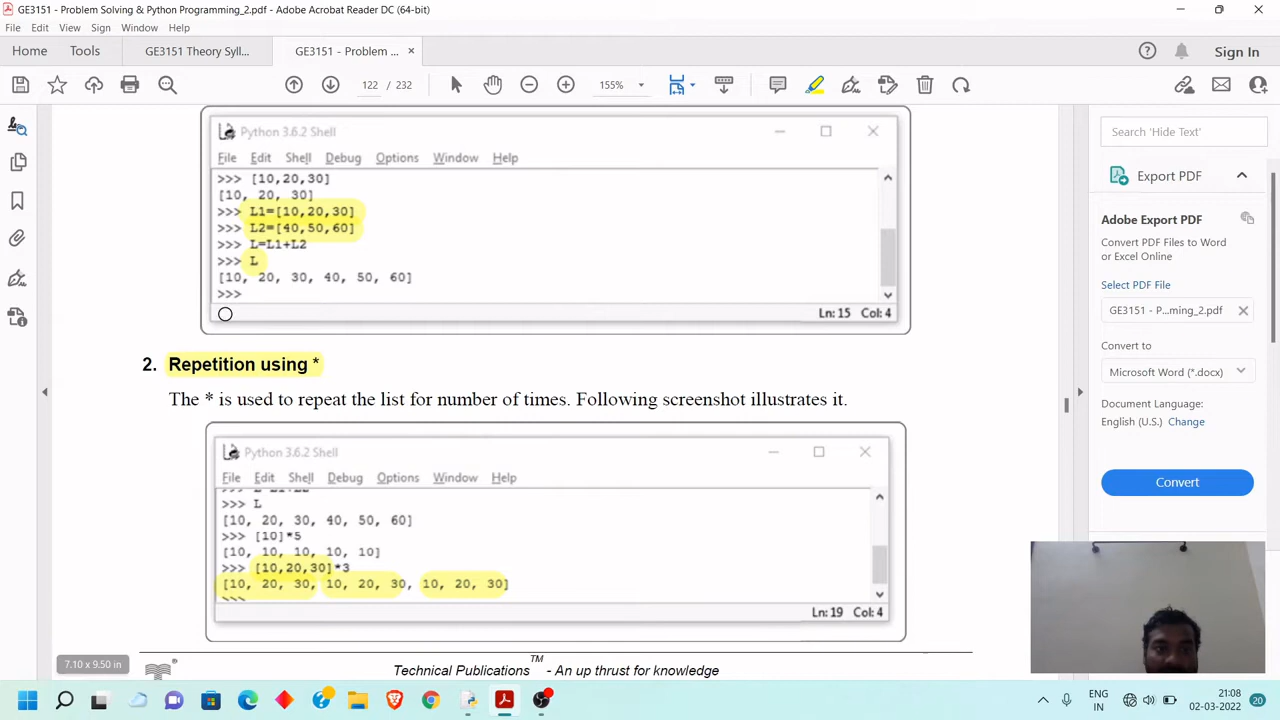 GE3151 - Problem Solving & Python Programming_2.pdf - Adobe Acrobat Reader DC (64-bit)
File Edit View Sign Window Help
Home Tools GE3151 Theory Syll... GE3151 - Problem ... × Sign In
122 / 232 155%
Python 3.6.2 Shell
File Edit Shell Debug Options Window Help
>>> [10,20,30]
[10, 20, 30]
>>> L1=[10,20,30]
>>> L2=[40,50,60]
>>> L=L1+L2
>>> L
[10, 20, 30, 40, 50, 60]
>>>
Ln: 15 Col: 4
2. Repetition using *
The * is used to repeat the list for number of times. Following screenshot illustrates it.
Python 3.6.2 Shell
File Edit Shell Debug Options Window Help
>>> L
[10, 20, 30, 40, 50, 60]
>>> [10]*5
[10, 10, 10, 10, 10]
>>> [10,20,30]*3
[10, 20, 30, 10, 20, 30, 10, 20, 30]
>>>
Ln: 19 Col: 4
Technical Publications™ - An up thrust for knowledge
7.10 x 9.50 in
Search 'Hide Text'
Export PDF
Adobe Export PDF
Convert PDF Files to Word
or Excel Online
Select PDF File
GE3151 - P...ming_2.pdf
Convert to
Microsoft Word (*.docx)
Document Language:
English (U.S.) Change
Convert
ENG
IN
21:08
02-03-2022
20